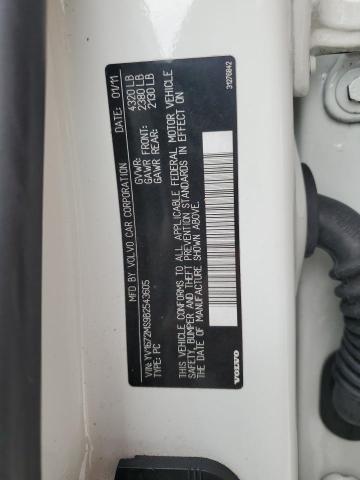 MFD BY VOLVO CAR CORPORATION DATE: 01/11
GVWR: 4320 LB
GAWR FRONT: 2380 LB
GAWR REAR: 2130 LB
THIS VEHICLE CONFORMS TO ALL APPLICABLE FEDERAL MOTOR VEHICLE
SAFETY, BUMPER AND THEFT PREVENTION STANDARDS IN EFFECT ON
THE DATE OF MANUFACTURE SHOWN ABOVE.
VIN: YV1672MS9B2543605
TYPE: PC
VOLVO
31276842